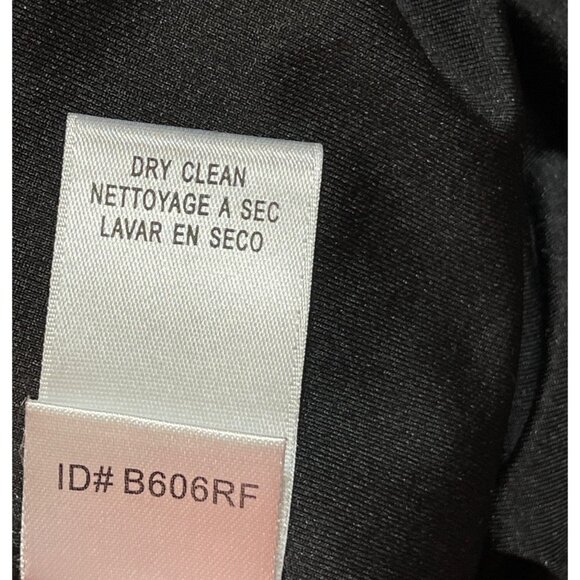 DRY CLEAN
NETTOYAGE A SEC
LAVAR EN SECO
ID# B606RF